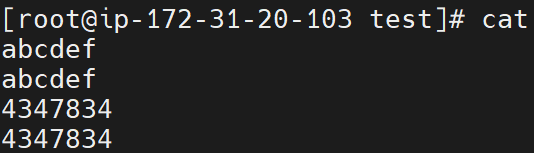 [root@ip-172-31-20-103 test]# cat
abcdef
abcdef
4347834
4347834